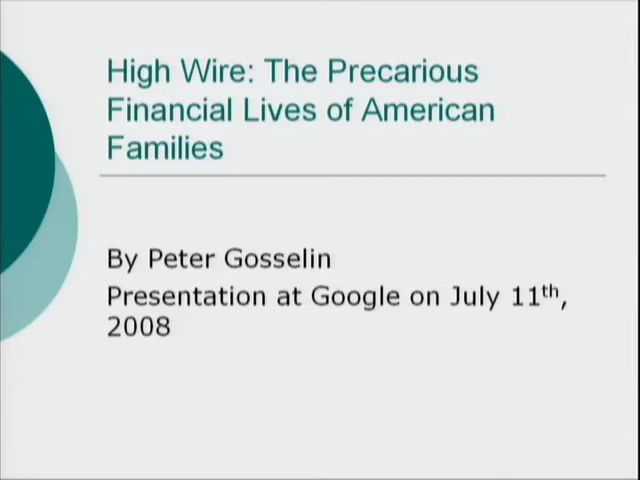 High Wire: The Precarious
Financial Lives of American
Families
By Peter Gosselin
Presentation at Google on July 11th,
2008